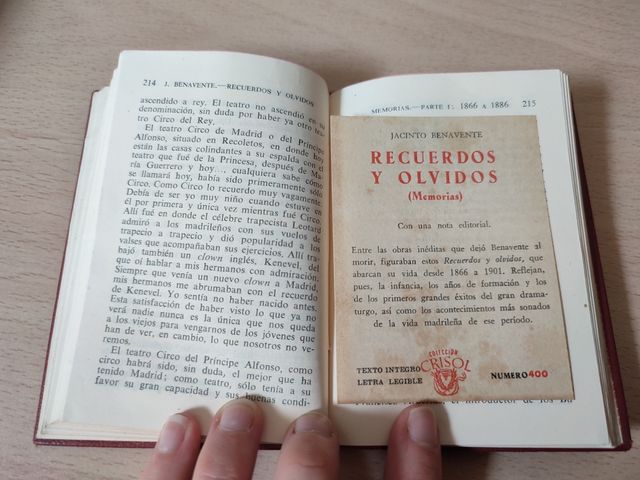 214 J. BENAVENTE.—RECUERDOS Y OLVIDOS
ascendido a rey. El teatro no ascendió en su
denominación, sin duda por haber ya otro tea-
tro Circo del Rey.
El teatro Circo de Madrid o del Príncipe
Alfonso, situado en Recoletos, en donde hoy
están las casas colindantes a su espalda con el
teatro que fué de la Princesa, después de Ma-
ría Guerrero y hoy... cualquiera sabe cómo
se llamará hoy, había sido primeramente sólo
Circo. Como Circo lo recuerdo muy vagamente.
Debía de ser yo muy niño cuando estuve en
él por primera y única vez mientras fué Circo.
Allí fué en donde el célebre trapecista Leotard
admiró a los madrileños con sus vuelos de
trapecio a trapecio y dió popularidad a los
valses que acompañaban sus ejercicios. Allí tra-
bajó también un clown inglés, Kenevel, del
que oí hablar a mis hermanos con admiración.
Siempre que venía un nuevo clown a Madrid,
mis hermanos me abrumaban con el recuerdo
de Kenevel. Yo sentía no haber nacido antes.
Esta satisfacción de haber visto lo que ya no
verá nadie nunca es la única que nos queda
a los viejos para vengarnos de los jóvenes que
han de ver, en cambio, lo que nosotros no ve-
remos.
El teatro Circo del Príncipe Alfonso, como
circo habrá sido, sin duda, el mejor que ha
tenido Madrid; como teatro, sólo tenía a su
favor su gran capacidad y sus buenas condi-
MEMORIAS.—PARTE I: 1866 A 1886 215
JACINTO BENAVENTE
RECUERDOS
Y OLVIDOS
(Memorias)
Con una nota editorial.
Entre las obras inéditas que dejó Benavente al
morir, figuraban estos Recuerdos y olvidos, que
abarcan su vida desde 1866 a 1901. Reflejan,
pues, la infancia, los años de formación y los
de los primeros grandes éxitos del gran drama-
turgo, así como los acontecimientos más sonados
de la vida madrileña de ese período.
COLECCIÓN
CRISOL
TEXTO INTEGRO
LETRA LEGIBLE
NUMERO 400
el introductor de los Bu